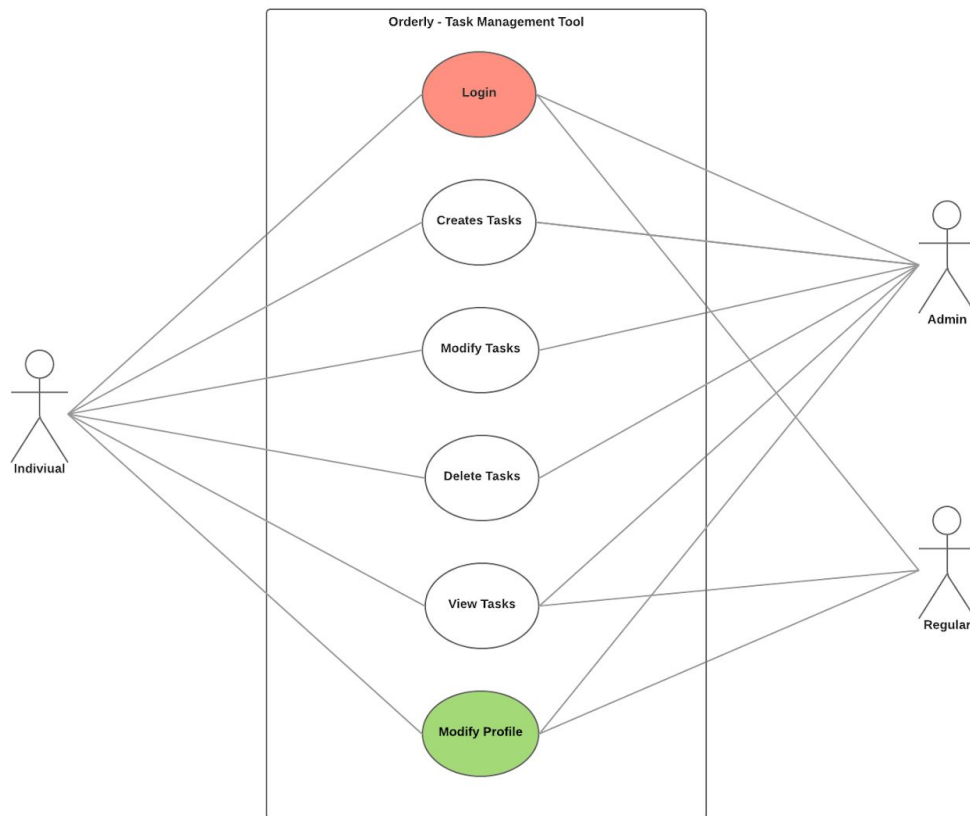 Orderly - Task Management Tool
Login
Creates Tasks
Admin
Modify Tasks
Indiviual
Delete Tasks
View Tasks
Regular
Modify Profile